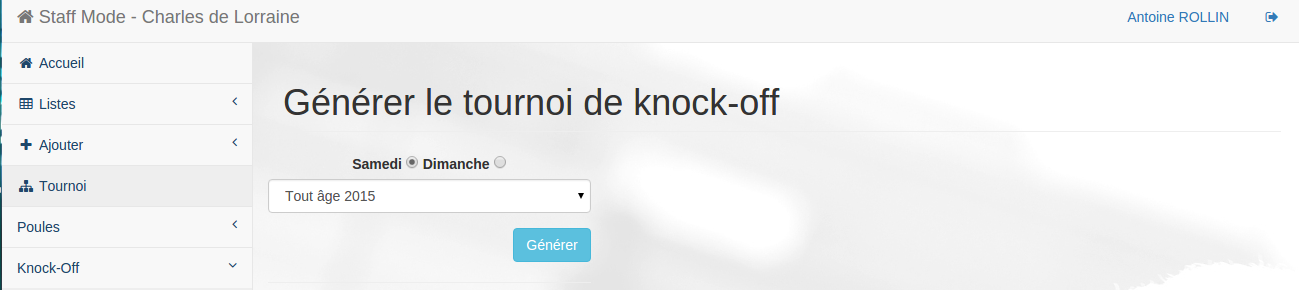 Staff Mode - Charles de Lorraine
Antoine ROLLIN
Accueil
Listes
Ajouter
Tournoi
Poules
Knock-Off
Générer le tournoi de knock-off
Samedi Dimanche
Tout âge 2015
Générer